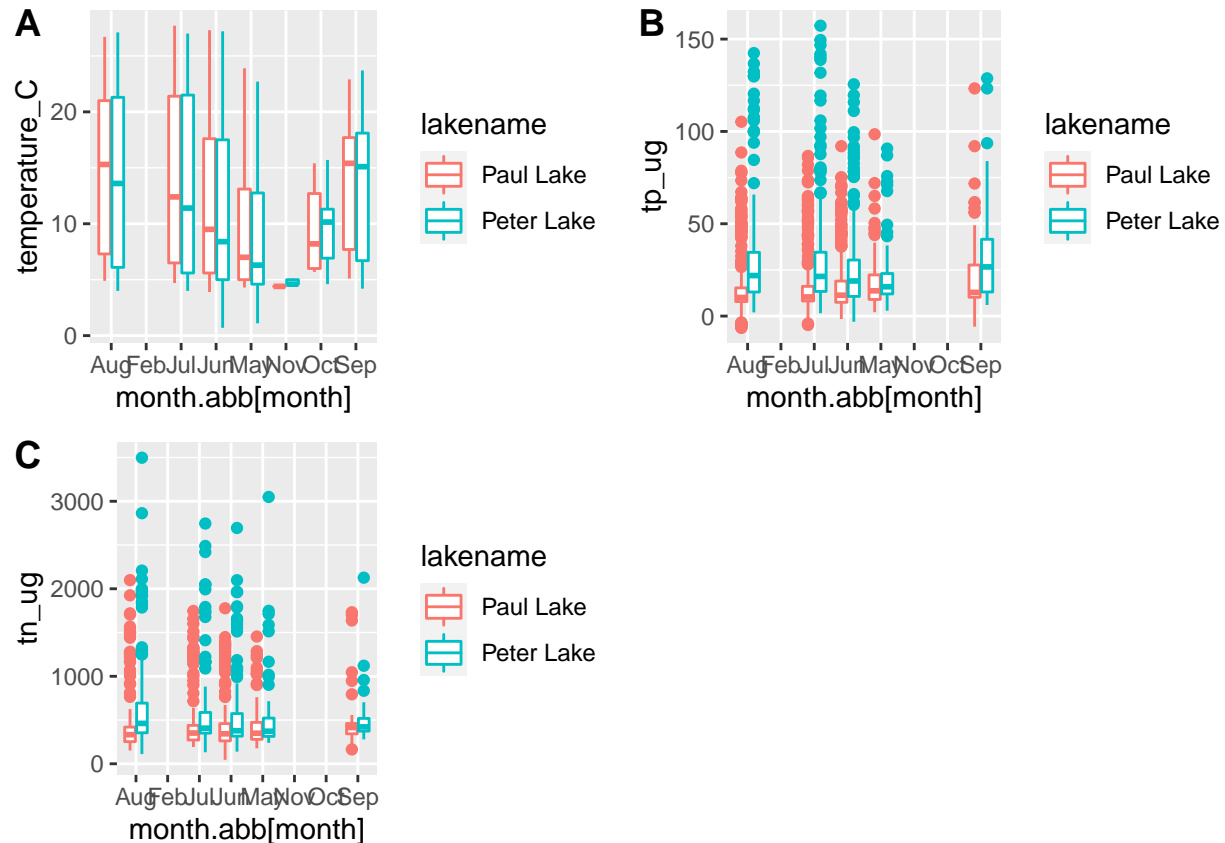 A
temperature_C
20
10
0
Aug Feb Jul Jun May Nov Oct Sep
month.abb[month]
lakename
Paul Lake
Peter Lake
B
tp_ug
150
100
50
0
Aug Feb Jul Jun May Nov Oct Sep
month.abb[month]
lakename
Paul Lake
Peter Lake
C
tn_ug
3000
2000
1000
0
Aug Feb Jul Jun May Nov Oct Sep
month.abb[month]
lakename
Paul Lake
Peter Lake